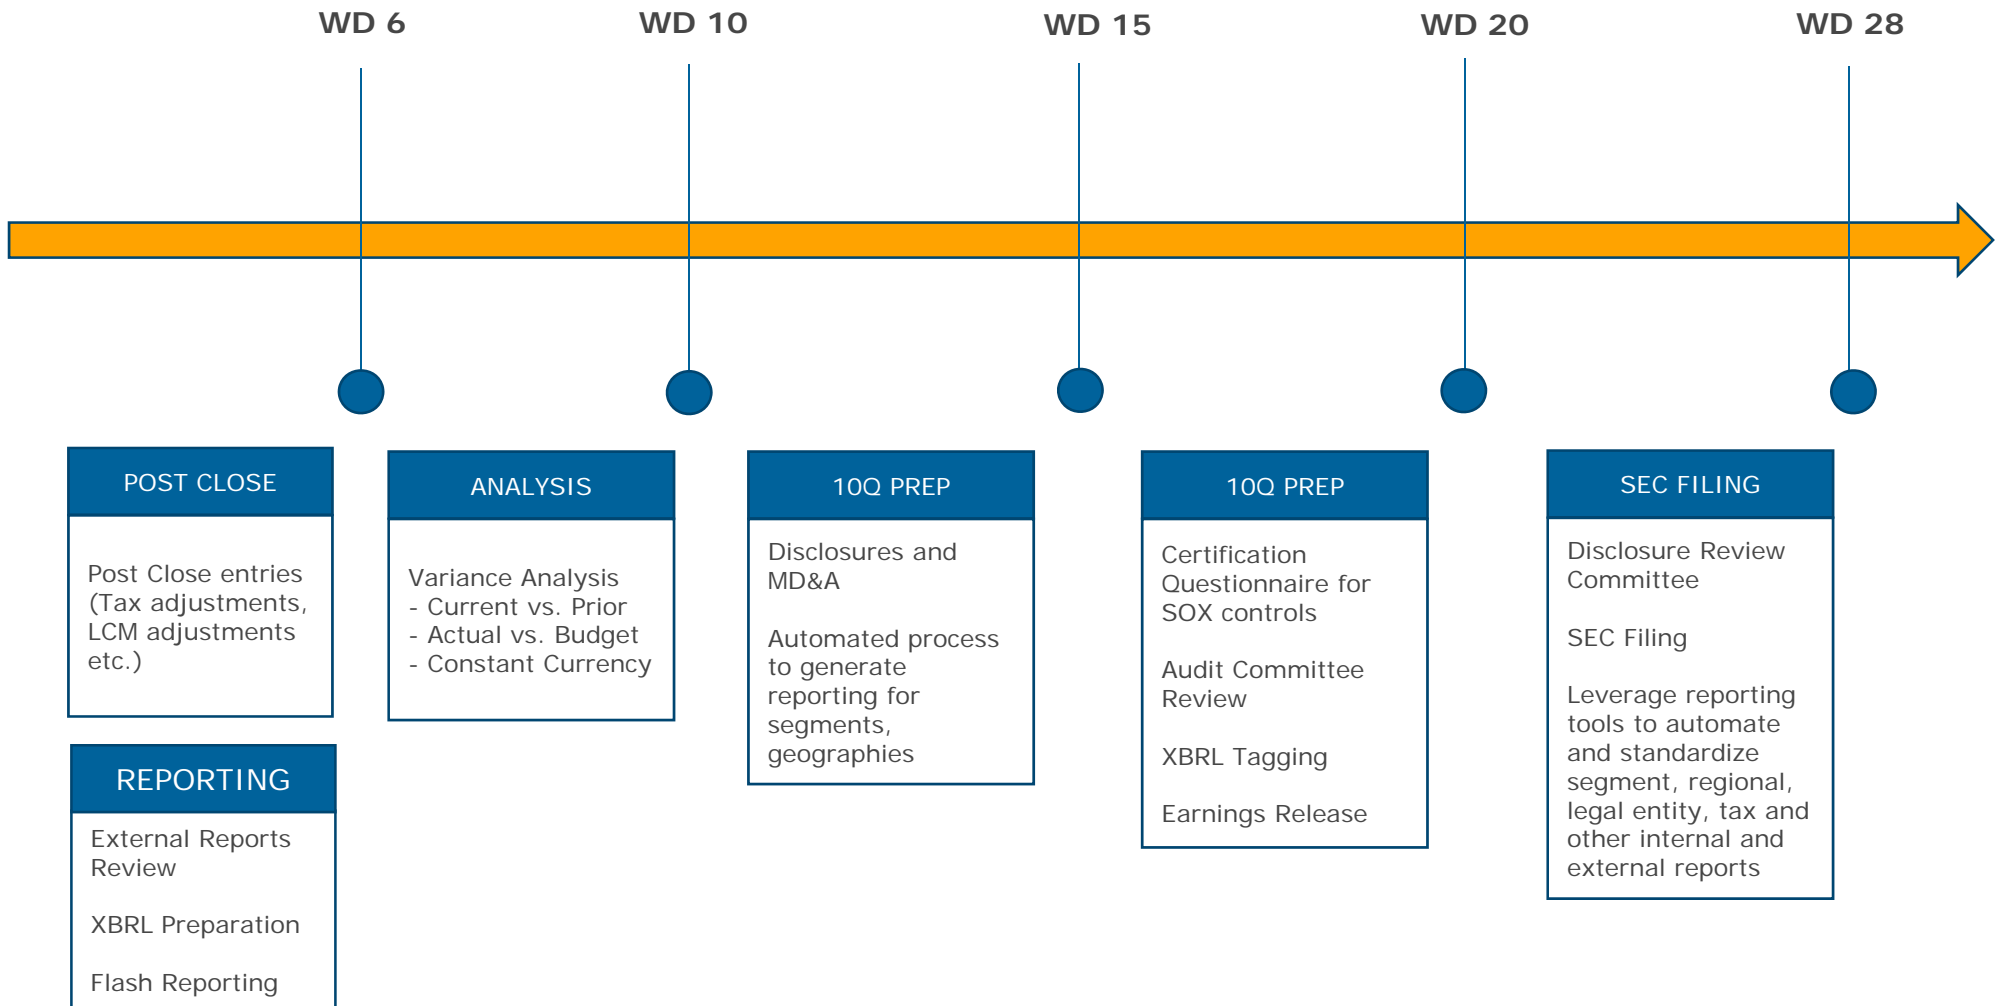 WD 6
WD 10
WD 15
WD 20
WD 28
POST CLOSE
Post Close entries
(Tax adjustments,
LCM adjustments
etc.)
REPORTING
External Reports
Review
XBRL Preparation
Flash Reporting
ANALYSIS
Variance Analysis
- Current vs. Prior
- Actual vs. Budget
- Constant Currency
10Q PREP
Disclosures and
MD&A
Automated process
to generate
reporting for
segments,
geographies
10Q PREP
Certification
Questionnaire for
SOX controls
Audit Committee
Review
XBRL Tagging
Earnings Release
SEC FILING
Disclosure Review
Committee
SEC Filing
Leverage reporting
tools to automate
and standardize
segment, regional,
legal entity, tax and
other internal and
external reports